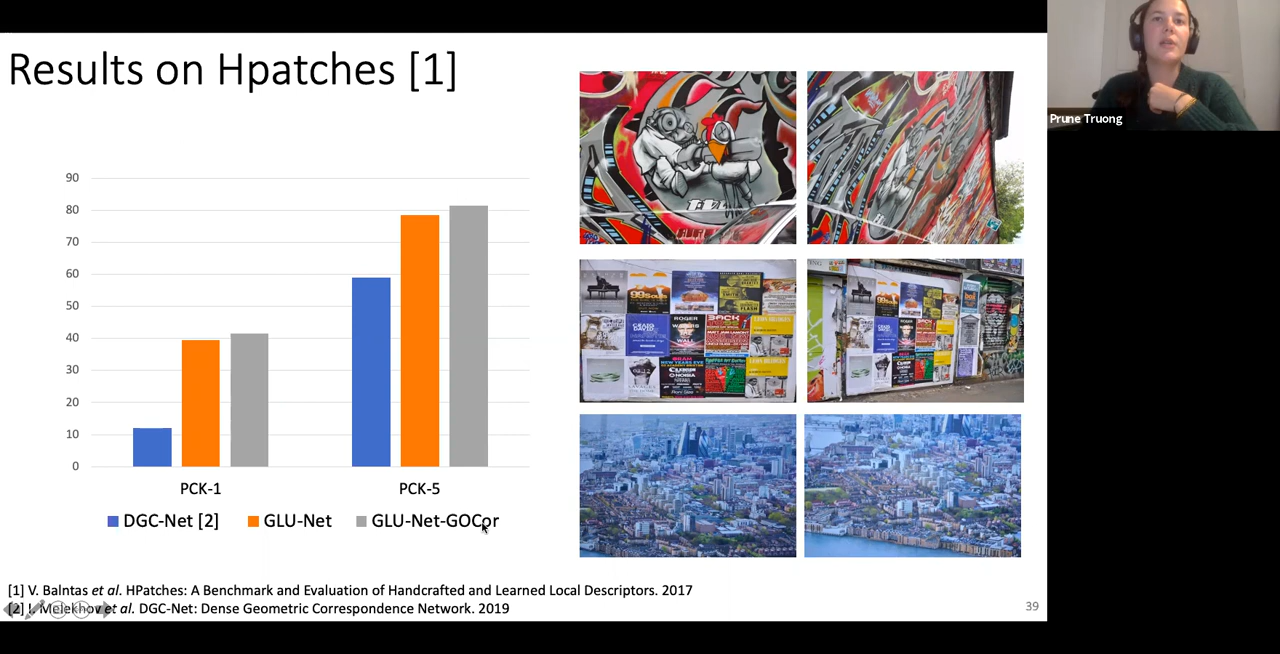 Results on Hpatches [1]
Prune Truong
90
80
70
60
50
40
30
20
10
0
PCK-1
PCK-5
DGC-Net [2]
GLU-Net
GLU-Net-GOCor
[1] V. Balntas et al. HPatches: A Benchmark and Evaluation of Handcrafted and Learned Local Descriptors. 2017
[2] I. Melekhov et al. DGC-Net: Dense Geometric Correspondence Network. 2019
39